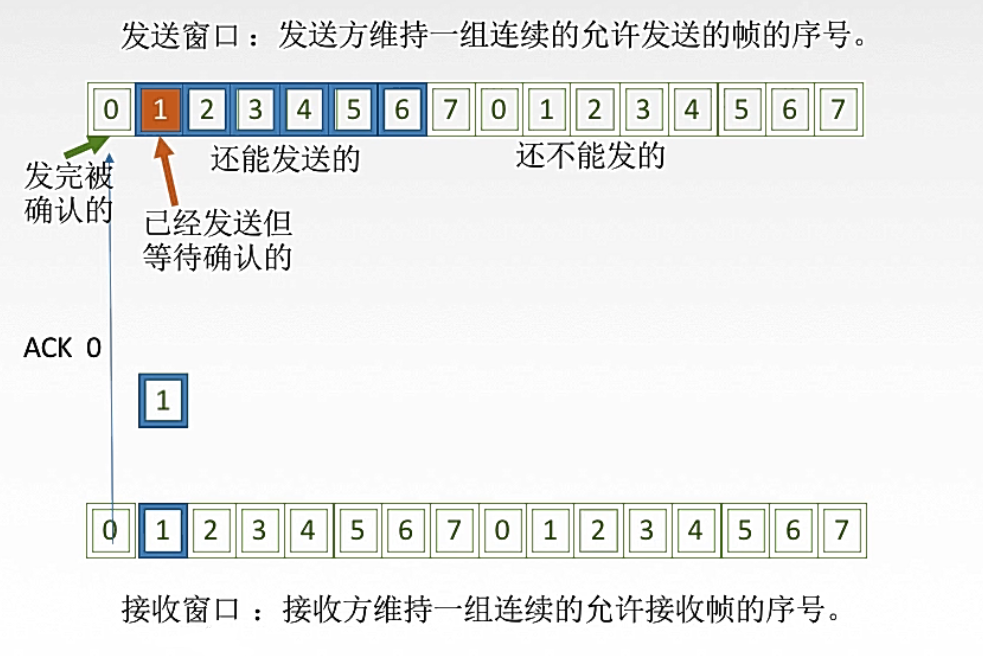 发送窗口：发送方维持一组连续的允许发送的帧的序号。
0 1 2 3 4 5 6 7 0 1 2 3 4 5 6 7
还能发送的 还不能发的
发完被
确认的
已经发送但
等待确认的
ACK 0
1
0 1 2 3 4 5 6 7 0 1 2 3 4 5 6 7
接收窗口：接收方维持一组连续的允许接收帧的序号。